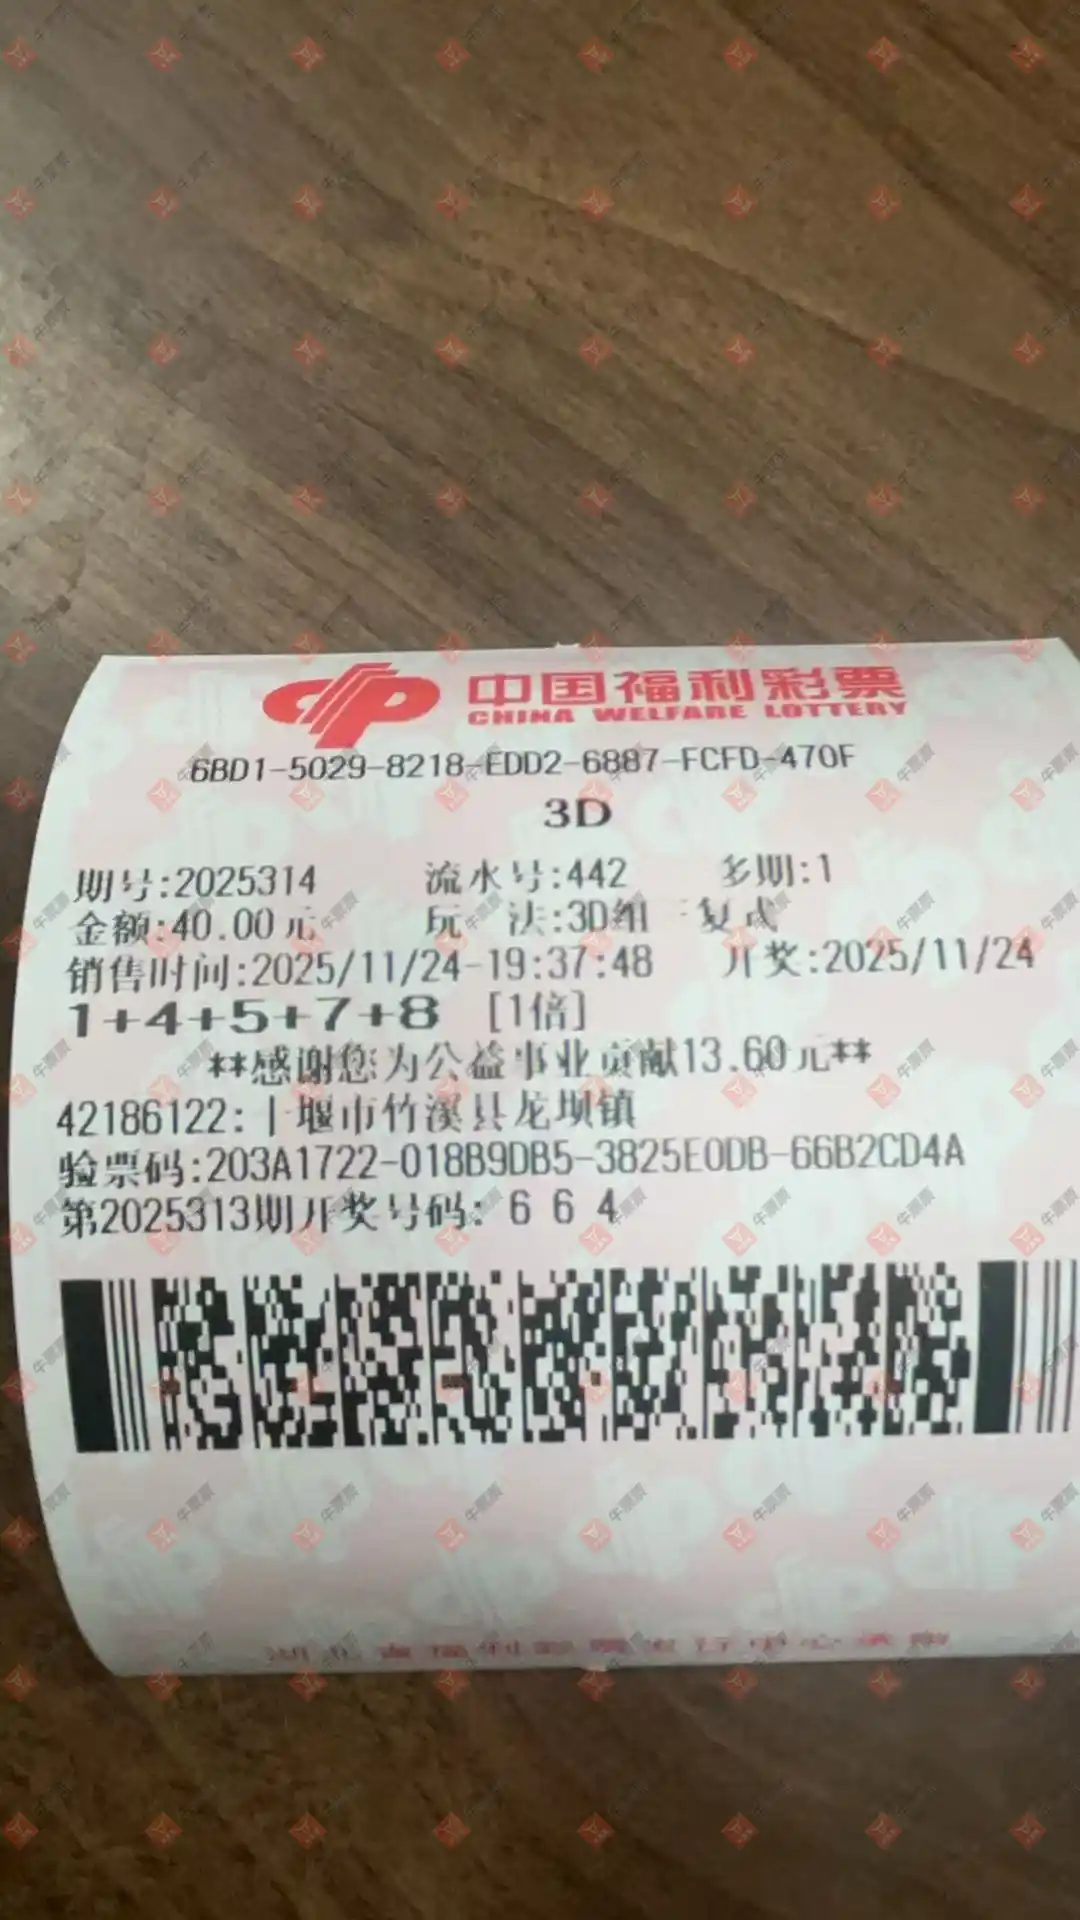 中国福利彩票
CHINA WELFARE LOTTERY
6BD1-5029-8218-EDD2-6887-FCFD-470F
3D
期号:2025314 流水号:442 多期:1
金额:40.00元 玩 法:3D组三复式
销售时间:2025/11/24-19:37:48 开奖:2025/11/24
1+4+5+7+8 [1倍]
**感谢您为公益事业贡献13.60元**
42186122:十堰市竹溪县龙坝镇
验票码:203A1722-018B9DB5-3825E0DB-66B2CD4A
第2025313期开奖号码: 6 6 4
牛票票